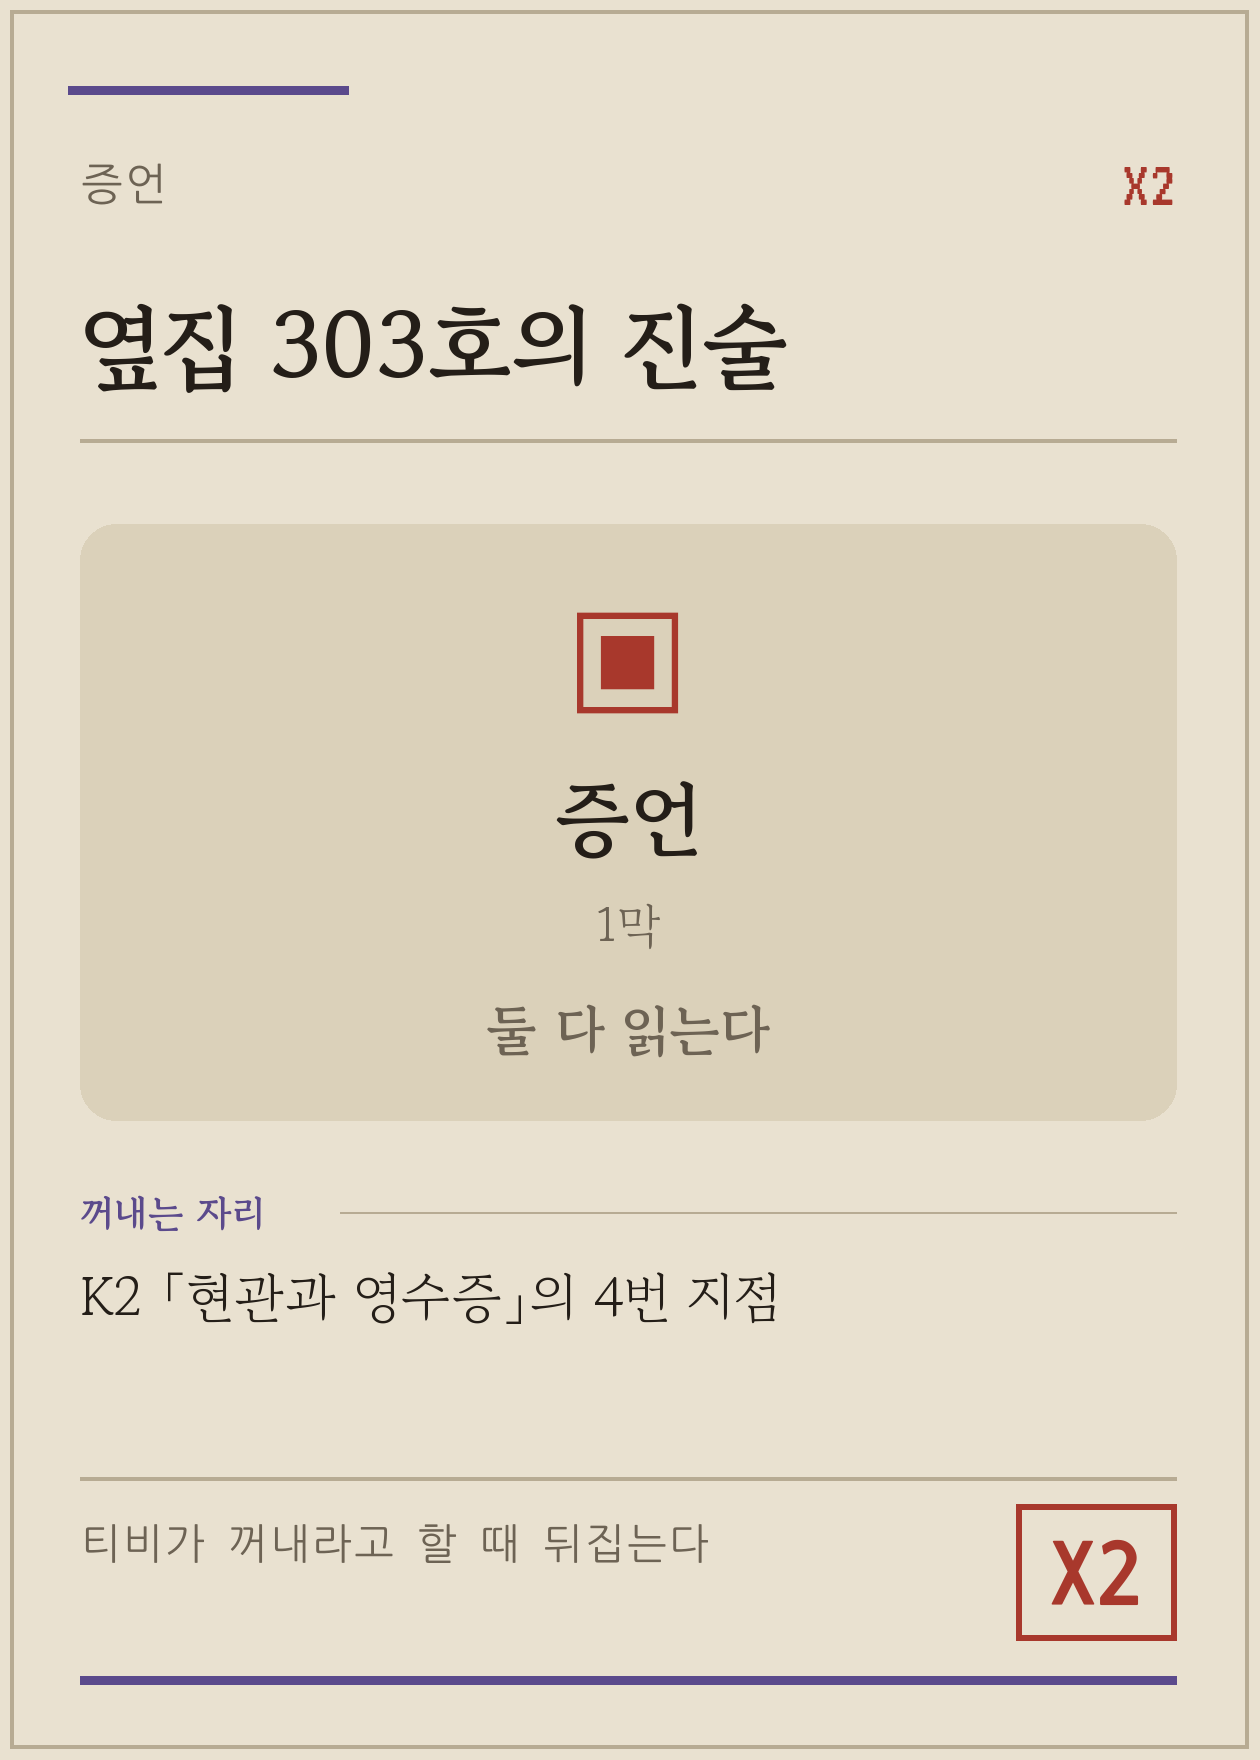 증언
X2
옆집 303호의 진술
증언
1막
둘 다 읽는다
꺼내는 자리
K2 「현관과 영수증」의 4번 지점
티비가 꺼내라고 할 때 뒤집는다
X2